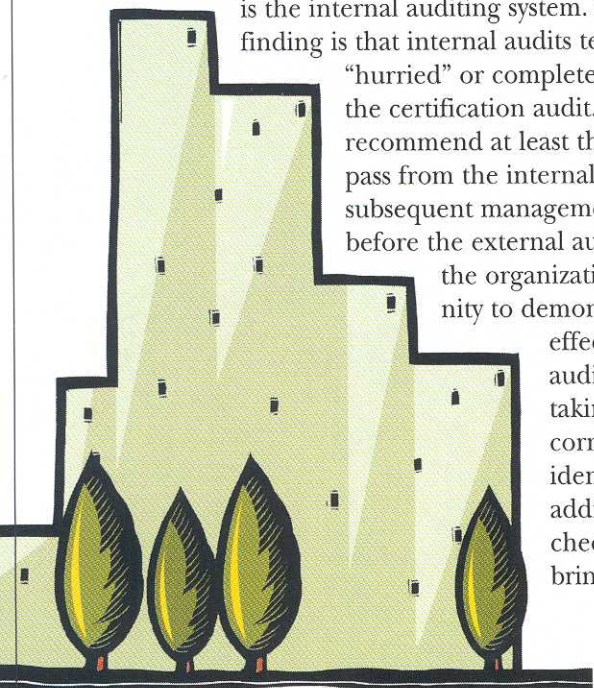 is the internal auditing system.
finding is that internal audits te
“hurried” or complete
the certification audit.
recommend at least th
pass from the internal
subsequent manageme
before the external au
the organizati
nity to demon
effec
audi
takin
corr
iden
addi
chec
brin